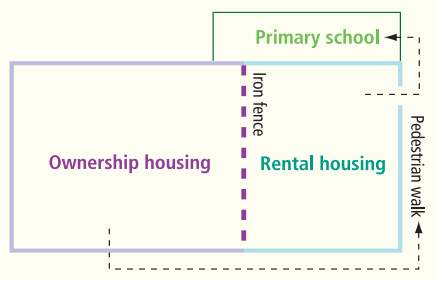 Primary school
Iron fence
Ownership housing
Rental housing
Pedestrian walk